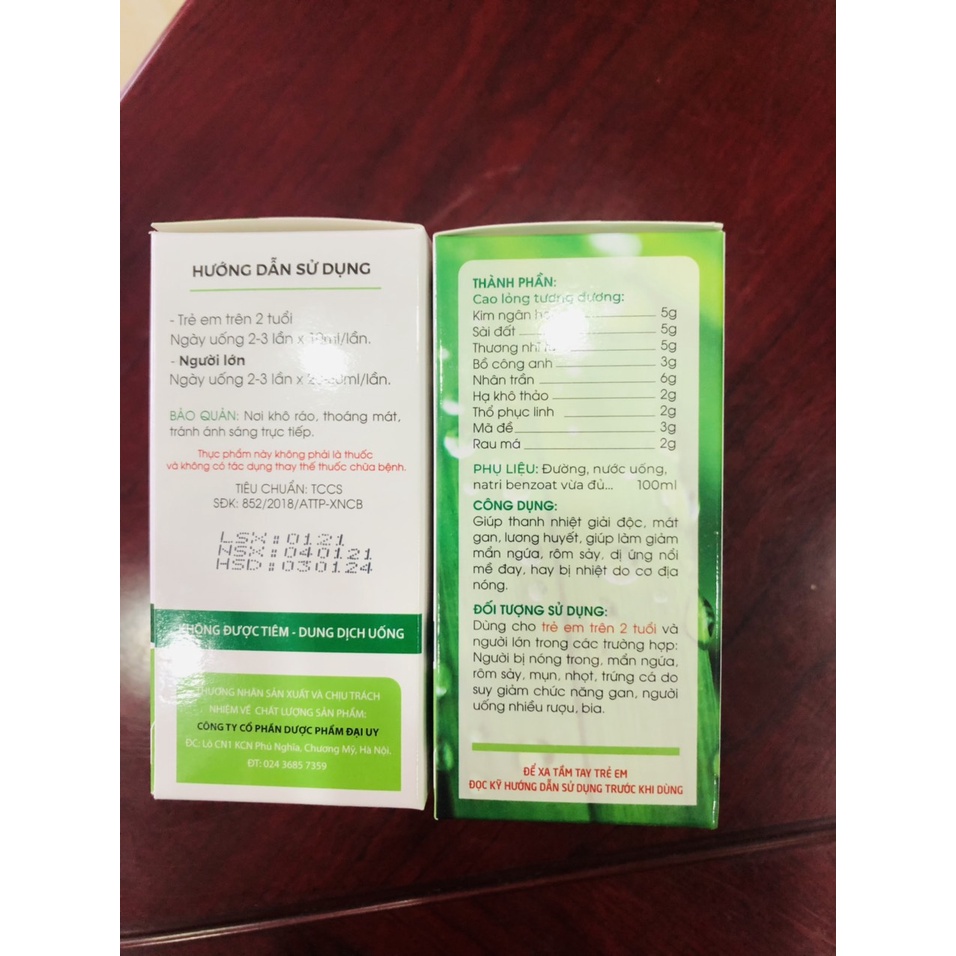 HƯỚNG DẪN SỬ DỤNG
- Trẻ em trên 2 tuổi
Ngày uống 2-3 lần x 10ml/lần.
- Người lớn
Ngày uống 2-3 lần x
BẢO QUẢN: Nơi khô ráo, thoáng mát,
tránh ánh sáng trực tiếp.
Thực phẩm này không phải là thuốc
và không có tác dụng thay thế thuốc chữa bệnh.
TIÊU CHUẨN: TCCS
SĐK: 852/2018/ATTP-XNCB
LSX:0121
NSX:040121
HSD:030124
KHÔNG ĐƯỢC TIÊM - DUNG DỊCH UỐNG
THƯƠNG NHÂN SẢN XUẤT VÀ CHỊU TRÁCH
NHIỆM VỀ CHẤT LƯỢNG SẢN PHẨM:
CÔNG TY CỔ PHẦN DƯỢC PHẨM ĐẠI UY
ĐC: Lô CN1 KCN Phú Nghĩa, Chương Mỹ, Hà Nội.
ĐT: 024 3685 7359
THÀNH PHẦN:
Cao lỏng tương đương:
Kim ngân 5g
Sài đất 5g
Thương nhĩ 5g
Bồ công anh 3g
Nhân trần 6g
Hạ khô thảo 2g
Thổ phục linh 2g
Mã đề 3g
Rau má 2g
PHỤ LIỆU: Đường, nước uống,
natri benzoat vừa đủ... 100ml
CÔNG DỤNG:
Giúp thanh nhiệt giải độc, mát
gan, lương huyết, giúp làm giảm
mẩn ngứa, rôm sảy, dị ứng nổi
mề đay, hay bị nhiệt do cơ địa
nóng.
ĐỐI TƯỢNG SỬ DỤNG:
Dùng cho trẻ em trên 2 tuổi và
người lớn trong các trường hợp:
Người bị nóng trong, mẩn ngứa,
rôm sảy, mụn, nhọt, trứng cá do
suy giảm chức năng gan, người
uống nhiều rượu, bia.
ĐỂ XA TẦM TAY TRẺ EM
ĐỌC KỸ HƯỚNG DẪN SỬ DỤNG TRƯỚC KHI DÙNG